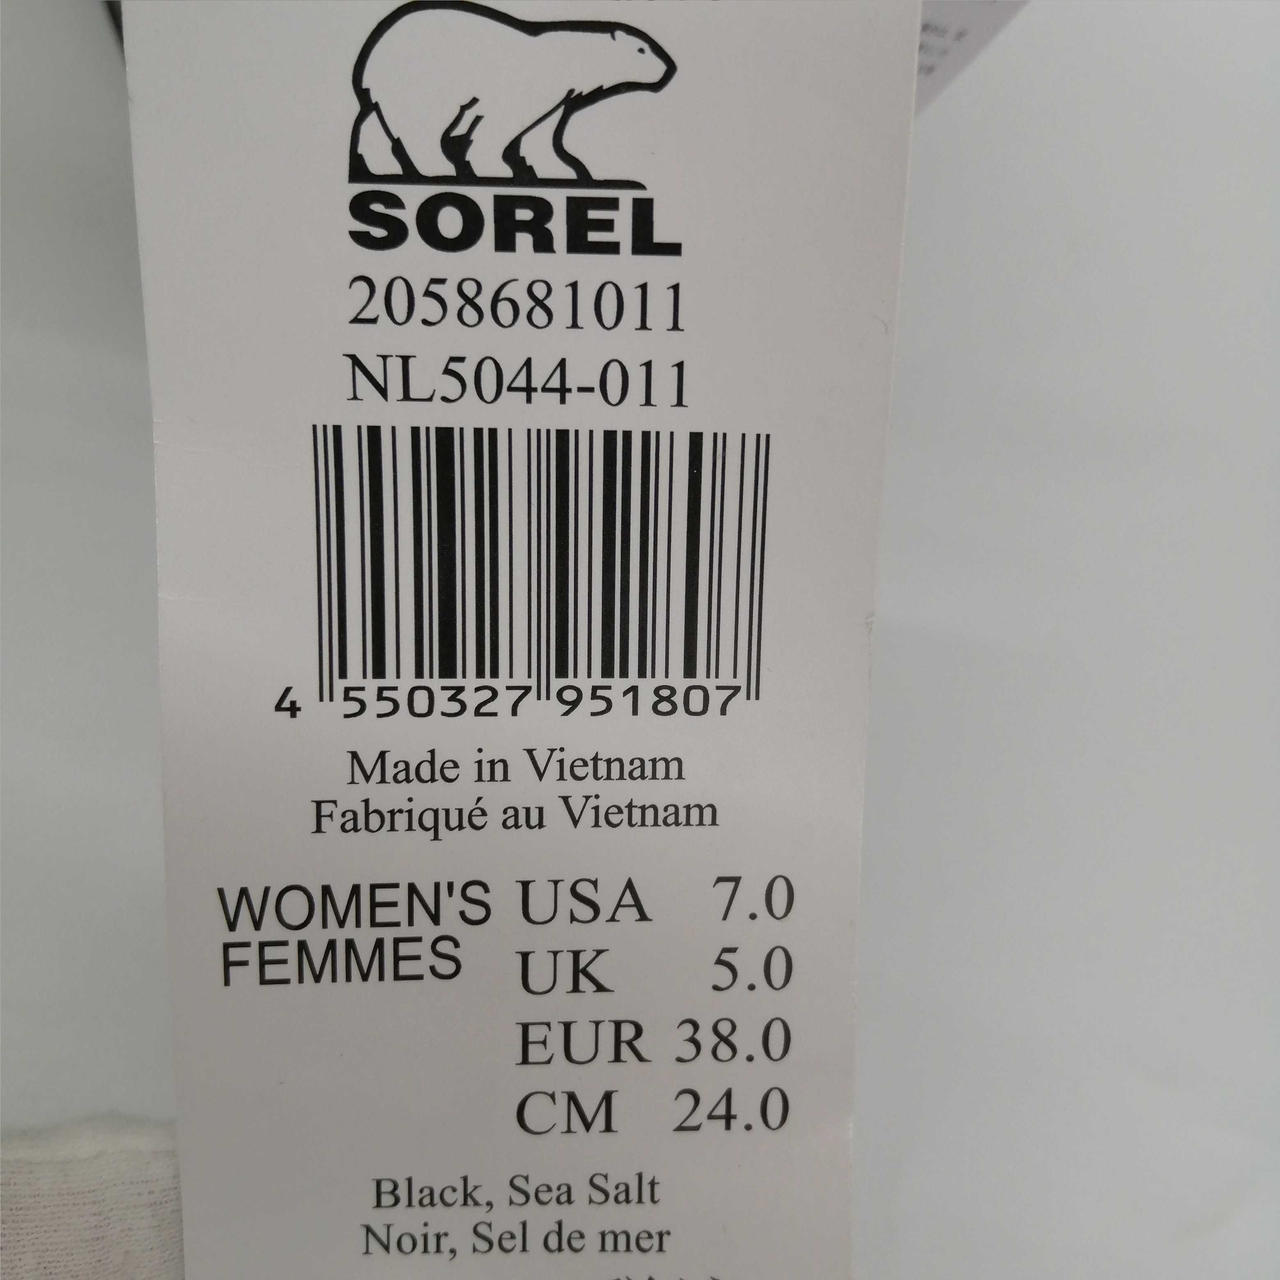 SOREL
2058681011
NL5044-011
4 550327 951807
Made in Vietnam
Fabriqué au Vietnam
WOMEN'S
FEMMES
USA 7.0
UK 5.0
EUR 38.0
CM 24.0
Black, Sea Salt
Noir, Sel de mer